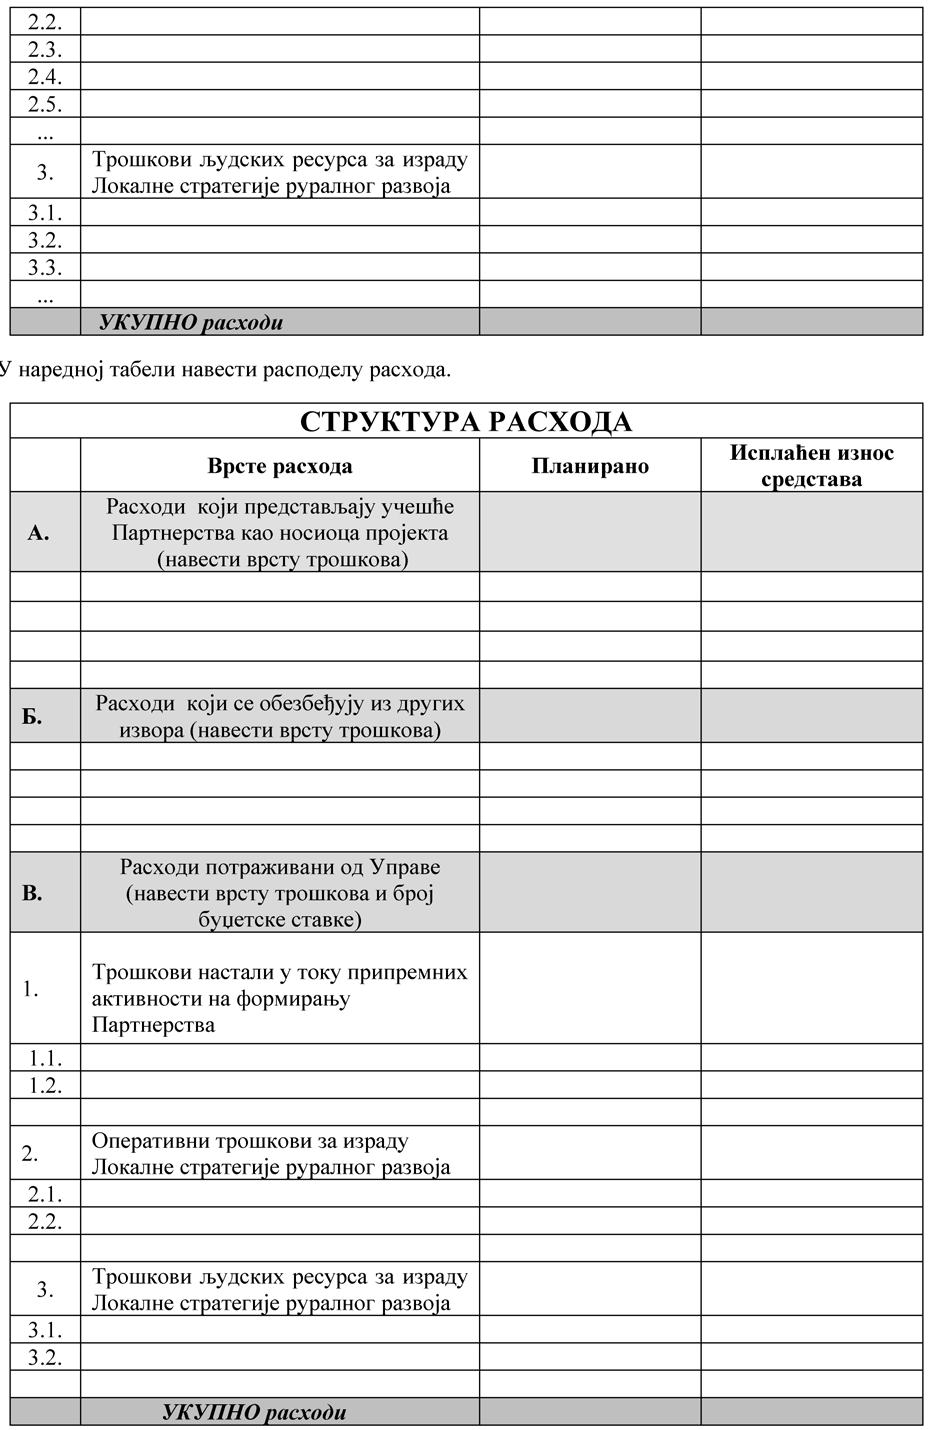 2.2.
2.3.
2.4.
2.5.
...
3. Трошкови људских ресурса за израду
Локалне стратегије руралног развоја
3.1.
3.2.
3.3.
...
УКУПНО расходи
У наредној табели навести расподелу расхода.
СТРУКТУРА РАСХОДА
Врсте расхода Планирано Исплаћен износ
средстава
А. Расходи који представљају учешће
Партнерства као носиоца пројекта
(навести врсту трошкова)
Б. Расходи који се обезбеђују из других
извора (навести врсту трошкова)
В. Расходи потраживани од Управе
(навести врсту трошкова и број
буџетске ставке)
1. Трошкови настали у току припремних
активности на формирању
Партнерства
1.1.
1.2.
2. Оперативни трошкови за израду
Локалне стратегије руралног развоја
2.1.
2.2.
3. Трошкови људских ресурса за израду
Локалне стратегије руралног развоја
3.1.
3.2.
УКУПНО расходи